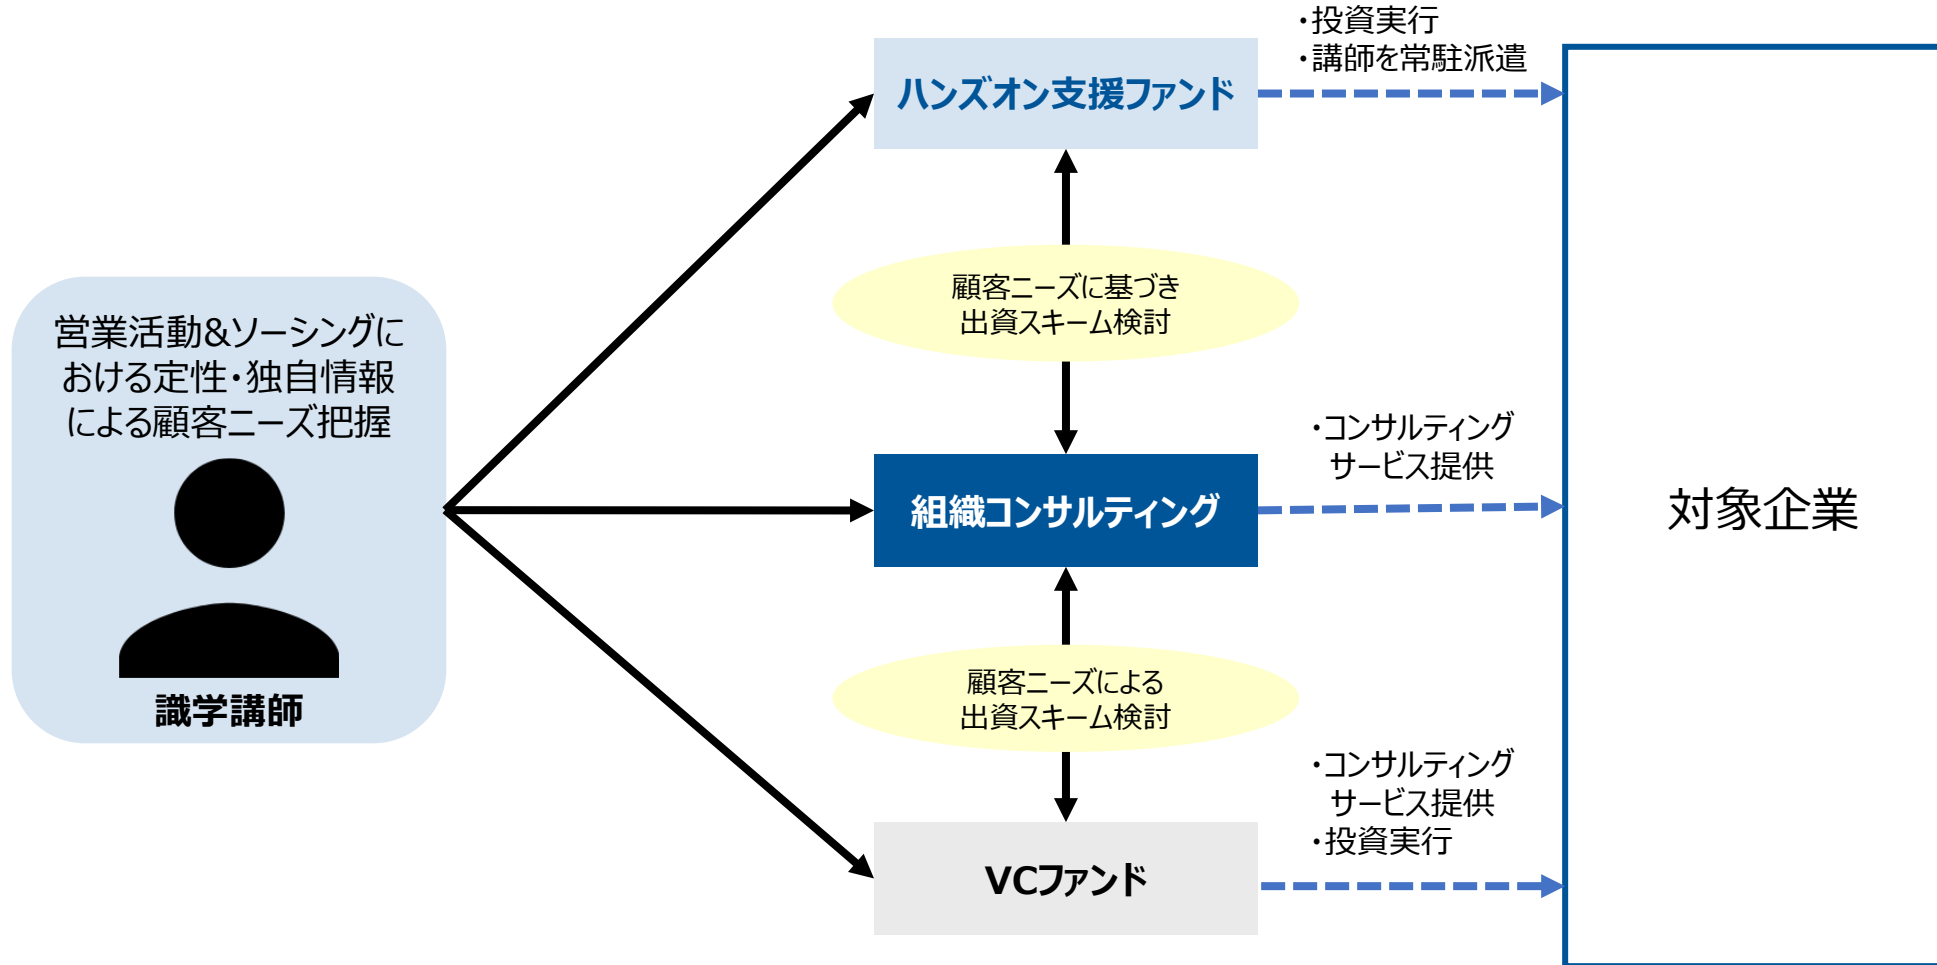 ・投資実行
・講師を常駐派遣
ハンズオン支援ファンド
顧客ニーズに基づき
出資スキーム検討
営業活動&ソーシングに
おける定性・独自情報
による顧客ニーズ把握
識学講師
・コンサルティング
サービス提供
組織コンサルティング
対象企業
顧客ニーズによる
出資スキーム検討
・コンサルティング
サービス提供
・投資実行
VCファンド